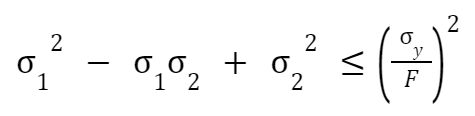 σ₁² − σ₁σ₂ + σ₂² ≤ (σ_y/F)²